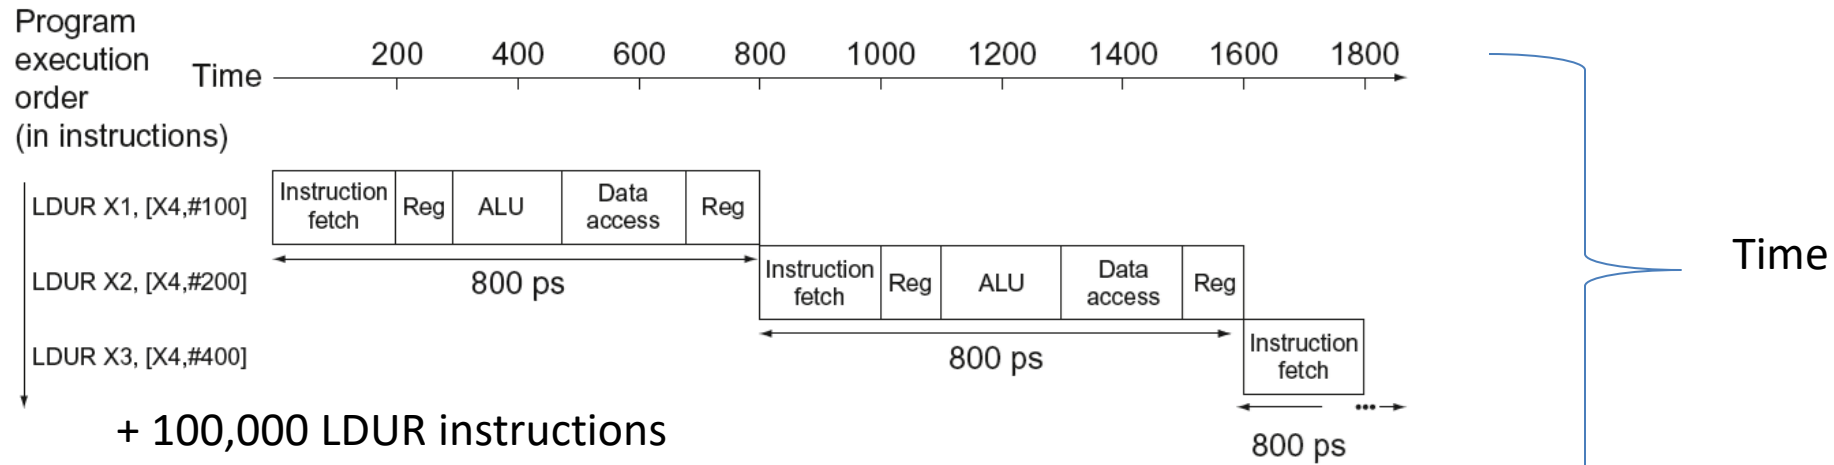 Program
execution
order
(in instructions)
Time
200 400 600 800 1000 1200 1400 1600 1800
LDUR X1, [X4,#100]
Instruction
fetch
Reg
ALU
Data
access
Reg
800 ps
LDUR X2, [X4,#200]
Instruction
fetch
Reg
ALU
Data
access
Reg
800 ps
LDUR X3, [X4,#400]
Instruction
fetch
•••
800 ps
+ 100,000 LDUR instructions
Time